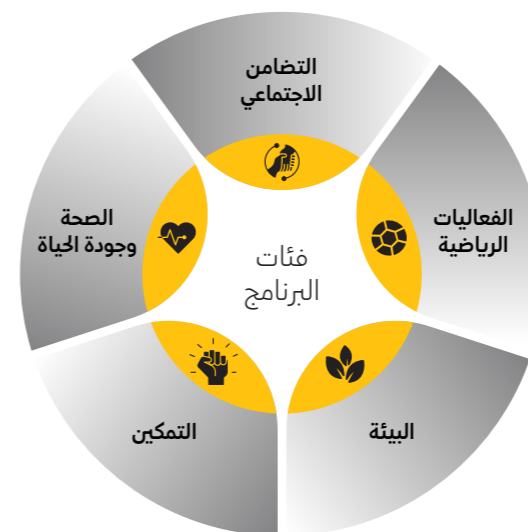 التضامن
الاجتماعي
الفعاليات
الرياضية
الصحة
وجودة الحياة
فئات
البرنامج
البيئة
التمكين